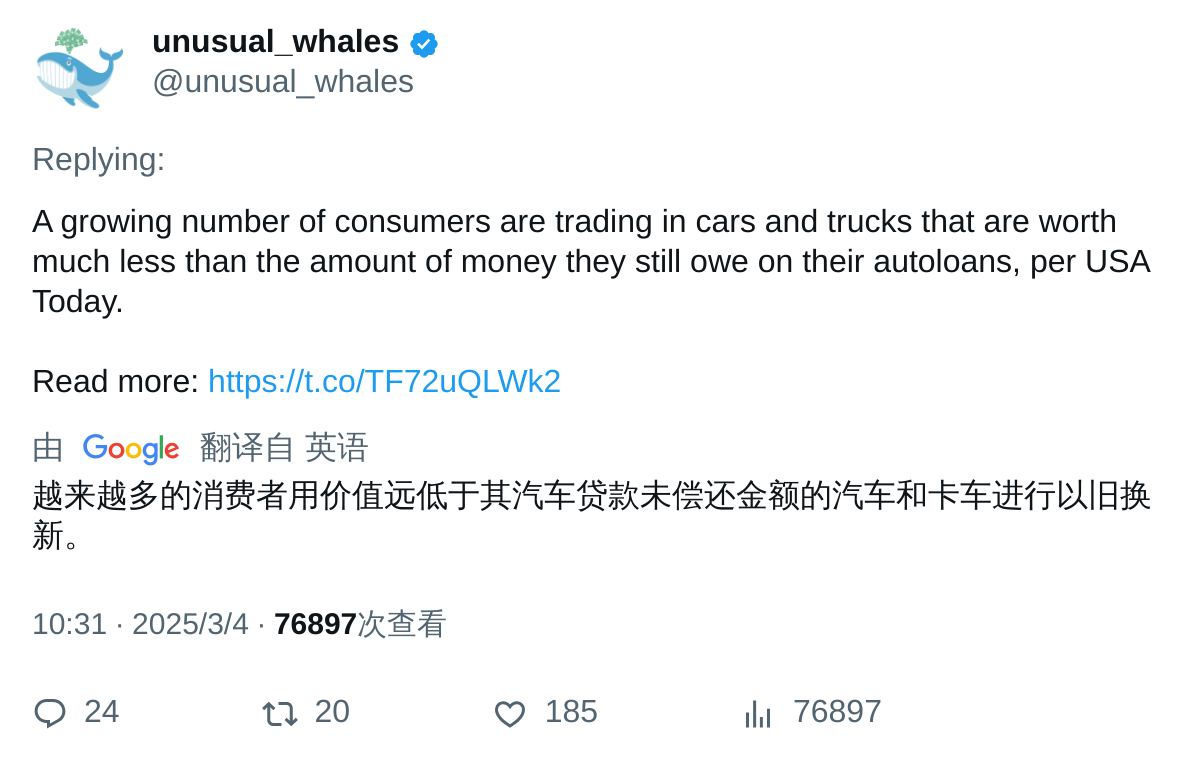 unusual_whales
@unusual_whales
Replying:
A growing number of consumers are trading in cars and trucks that are worth
much less than the amount of money they still owe on their autoloans, per USA
Today.
Read more: https://t.co/TF72uQLWk2
由 Google 翻译自 英语
越来越多的消费者用价值远低于其汽车贷款未偿还金额的汽车和卡车进行以旧换
新。
10:31 · 2025/3/4 · 76897次查看
24 20 185 76897